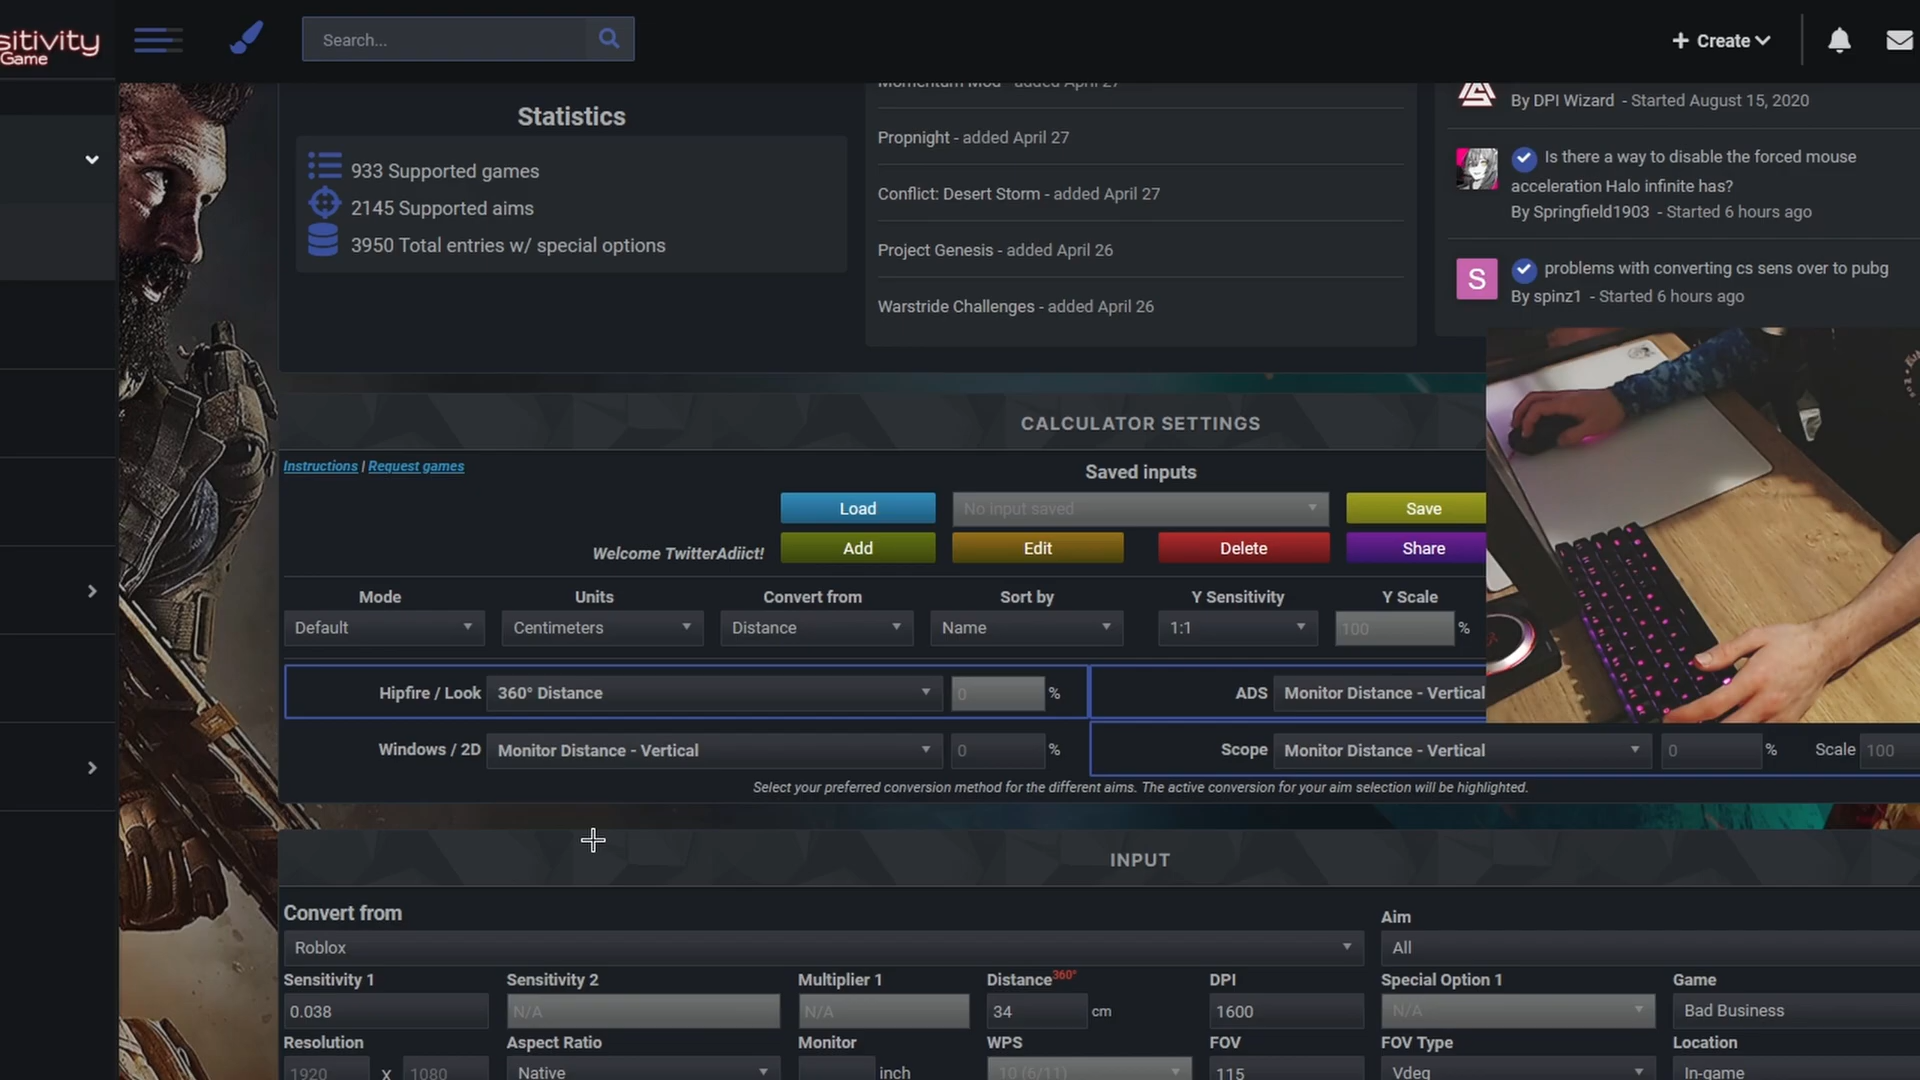 sitivity
Game
Search...
Create
Statistics
933 Supported games
2145 Supported aims
3950 Total entries w/ special options
Momentum Mod - added April 27
Propnight - added April 27
Conflict: Desert Storm - added April 27
Project Genesis - added April 26
Warstride Challenges - added April 26
By DPI Wizard - Started August 15, 2020
Is there a way to disable the forced mouse
acceleration Halo infinite has?
By Springfield1903 - Started 6 hours ago
S
problems with converting cs sens over to pubg
By spinz1 - Started 6 hours ago
CALCULATOR SETTINGS
Instructions | Request games
Saved inputs
Load
No input saved
Save
Welcome TwitterAdiict!
Add
Edit
Delete
Share
Mode Units Convert from Sort by Y Sensitivity Y Scale
Default Centimeters Distance Name 1:1 100 %
Hipfire / Look 360° Distance 0 % ADS Monitor Distance - Vertical
Windows / 2D Monitor Distance - Vertical 0 % Scope Monitor Distance - Vertical 0 % Scale 100
Select your preferred conversion method for the different aims. The active conversion for your aim selection will be highlighted.
INPUT
Convert from Aim
Roblox All
Sensitivity 1 Sensitivity 2 Multiplier 1 Distance360° DPI Special Option 1 Game
0.038 N/A N/A 34 cm 1600 N/A Bad Business
Resolution Aspect Ratio Monitor WPS FOV FOV Type Location
1920 x 1080 Native inch 10 (6/11) 115 Vdeg In-game